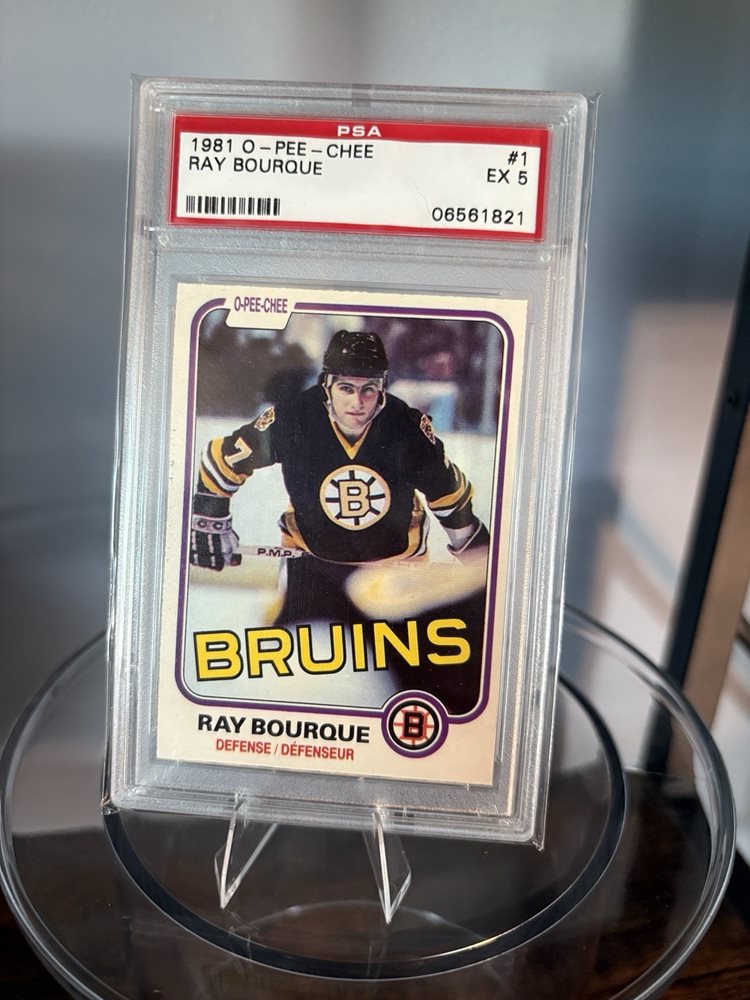 PSA
1981 O-PEE-CHEE #1
RAY BOURQUE EX 5
06561821
O-PEE-CHEE
7
B
P.M.P.
BRUINS
RAY BOURQUE
DEFENSE / DÉFENSEUR
B